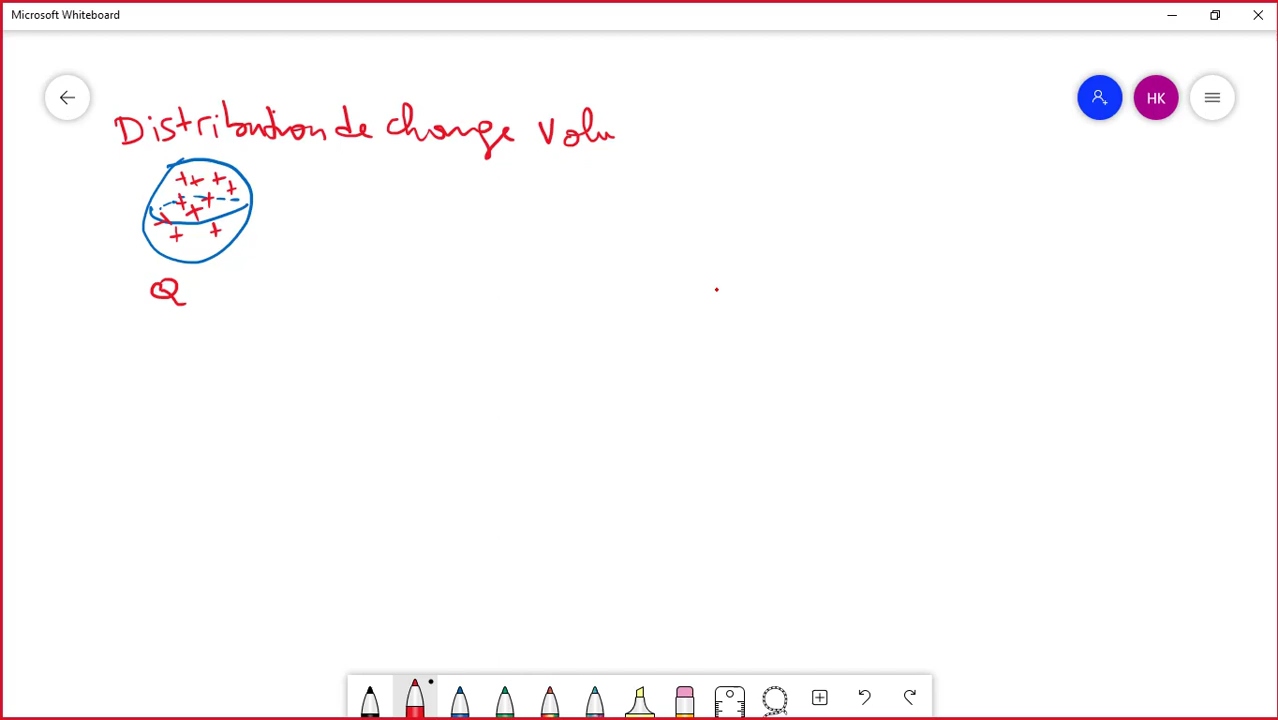 Microsoft Whiteboard
HK
Distribution de charge Volu
+ + + + + + + + + +
Q